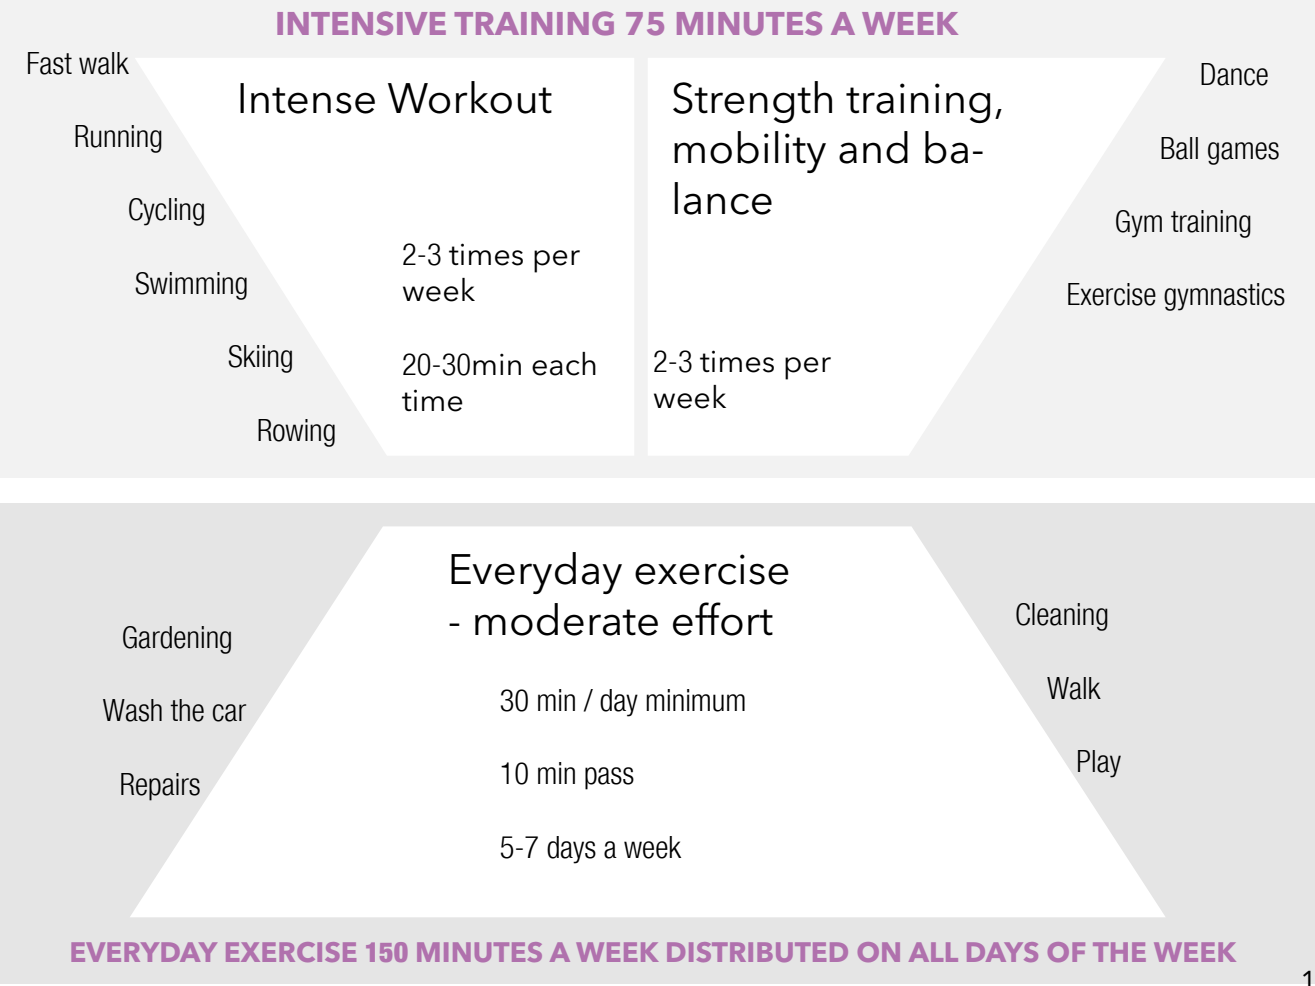 INTENSIVE TRAINING 75 MINUTES A WEEK
Fast walk
Running
Cycling
Swimming
Skiing
Rowing
Intense Workout
2-3 times per
week
20-30min each
time
Strength training,
mobility and ba-
lance
2-3 times per
week
Dance
Ball games
Gym training
Exercise gymnastics
Gardening
Wash the car
Repairs
Everyday exercise
- moderate effort
30 min / day minimum
10 min pass
5-7 days a week
Cleaning
Walk
Play
EVERYDAY EXERCISE 150 MINUTES A WEEK DISTRIBUTED ON ALL DAYS OF THE WEEK
1